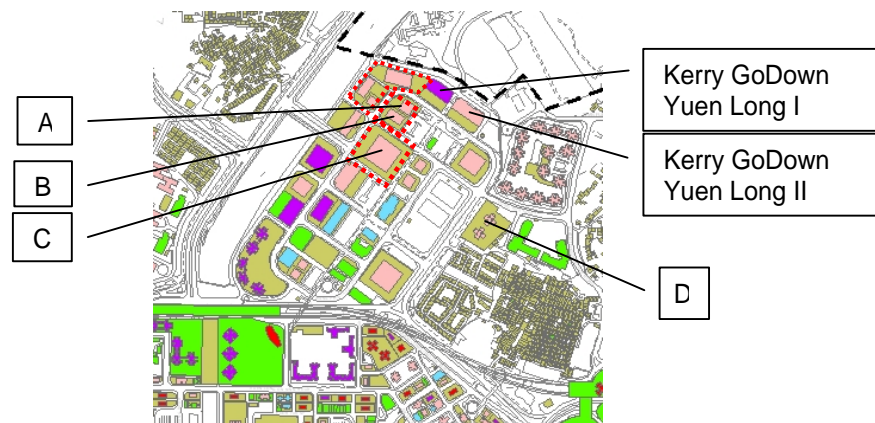 A
B
C
Kerry GoDown
Yuen Long I
Kerry GoDown
Yuen Long II
D